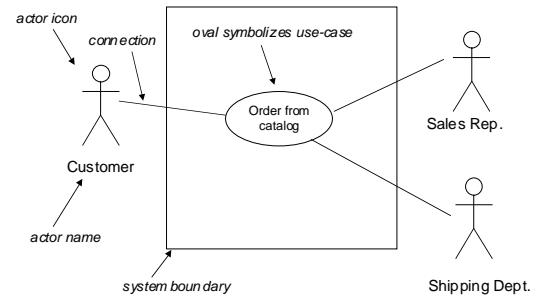 actor icon
connection
oval symbolizes use-case
Order from
catalog
Customer
Sales Rep.
actor name
system boundary
Shipping Dept.